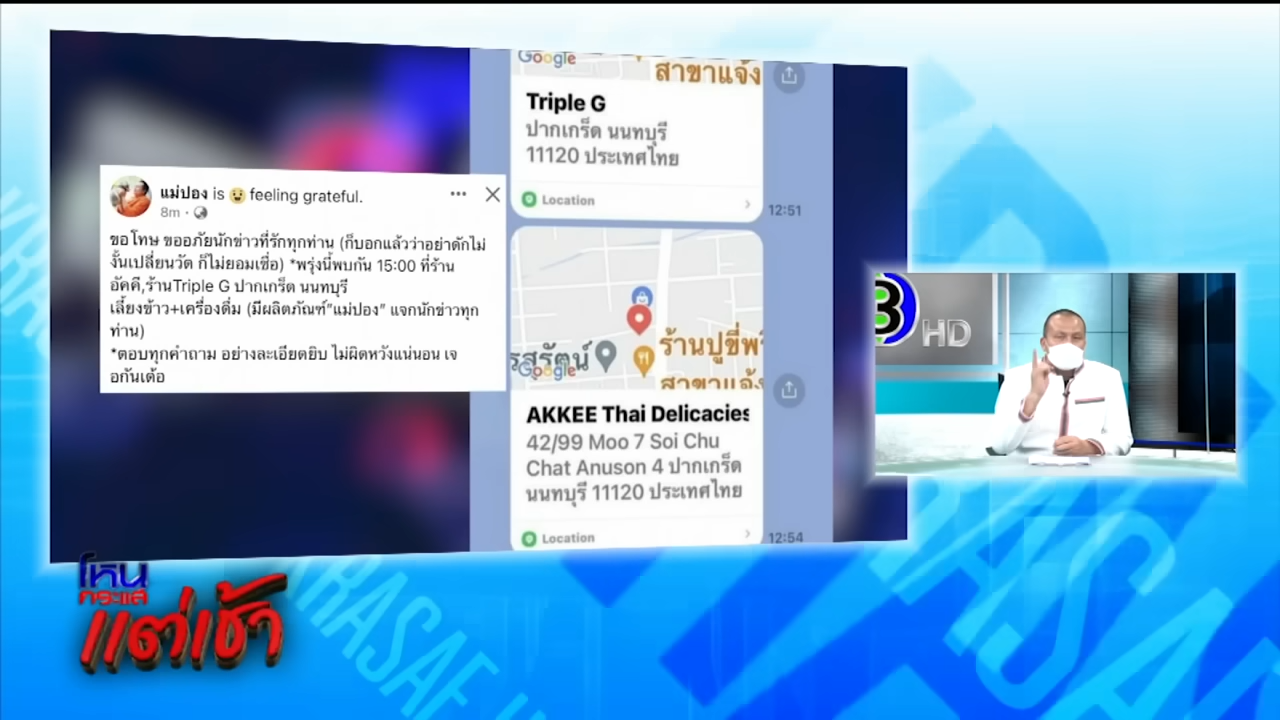 Google
สาขาแจ้ง
Triple G
ปากเกร็ด นนทบุรี
11120 ประเทศไทย
Location
12:51
แม่ปอง is feeling grateful.
8m
ขอโทษ ขออภัยนักข่าวที่รักทุกท่าน (ก็บอกแล้วว่าอย่าดักไม่
งั้นเปลี่ยนวัด ก็ไม่ยอมเชื่อ) *พรุ่งนี้พบกัน 15:00 ที่ร้าน
อัคคี,ร้านTriple G ปากเกร็ด นนทบุรี
เลี้ยงข้าว+เครื่องดื่ม (มีผลิตภัณฑ์"แม่ปอง" แจกนักข่าวทุก
ท่าน)
*ตอบทุกคำถาม อย่างละเอียดยิบ ไม่ผิดหวังแน่นอน เจ
อกันเด้อ
ร้านปูขี่พ
รสุรัตน์
Google
สาขาแจ้ง
AKKEE Thai Delicacies
42/99 Moo 7 Soi Chu
Chat Anuson 4 ปากเกร็ด
นนทบุรี 11120 ประเทศไทย
Location
12:54
3 HD
โหน
กระแส
แต่เช้า